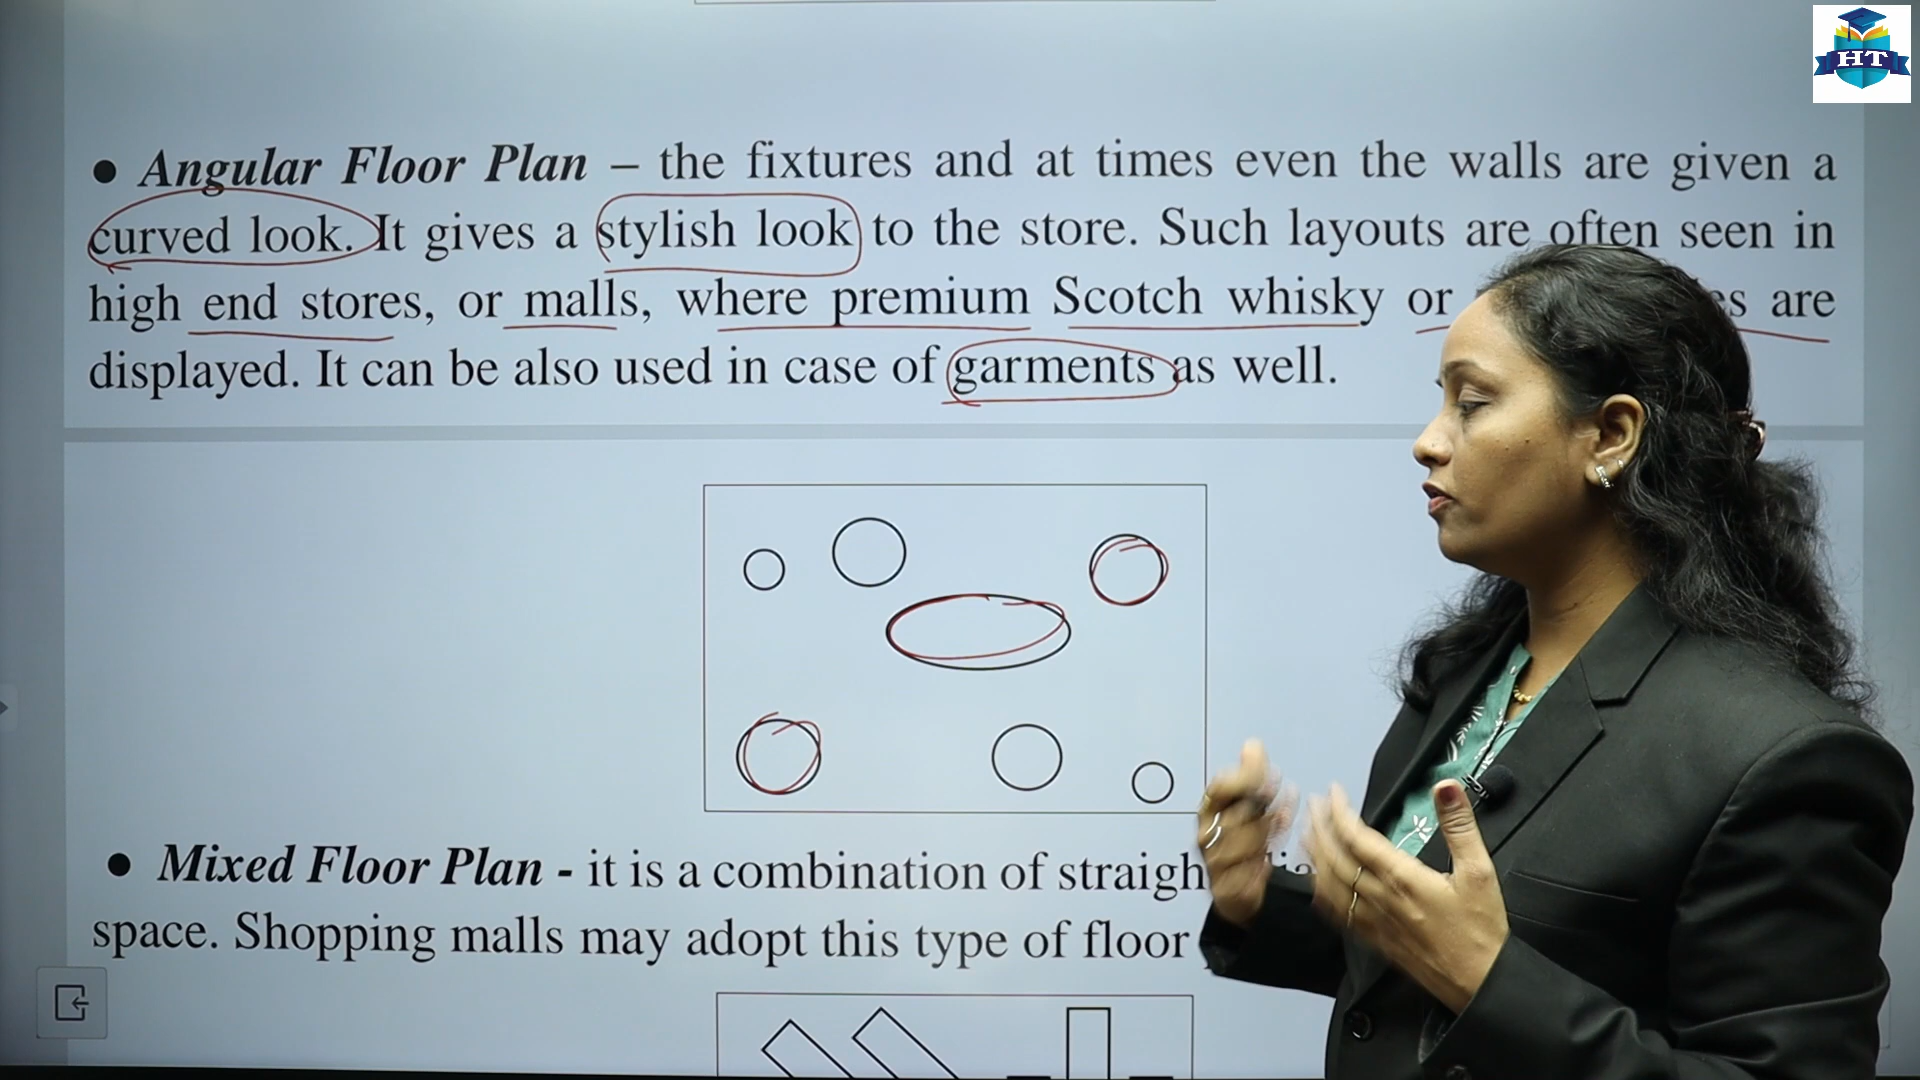 HT
● Angular Floor Plan – the fixtures and at times even the walls are given a
curved look. It gives a stylish look to the store. Such layouts are often seen in
high end stores, or malls, where premium Scotch whisky or are
displayed. It can be also used in case of garments as well.
● Mixed Floor Plan - it is a combination of
space. Shopping malls may adopt this type of floor